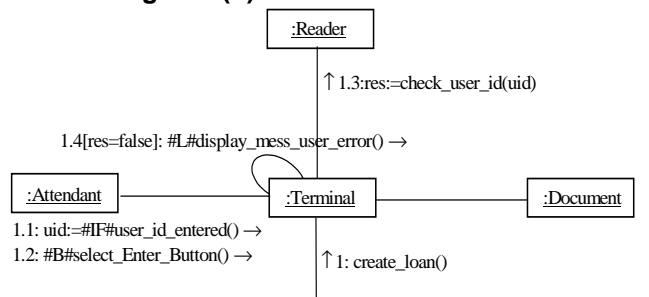 :Reader
↑ 1.3:res:=check_user_id(uid)
1.4[res=false]: #L#display_mess_user_error() →
:Attendant
:Terminal
:Document
1.1: uid:=#IF#user_id_entered() →
1.2: #B#select_Enter_Button() →
↑ 1: create_loan()